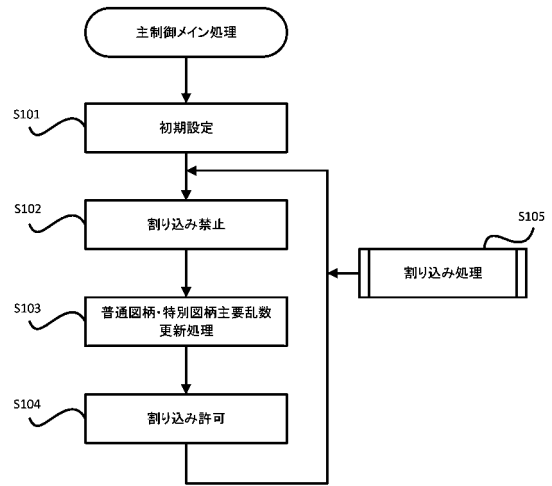 主制御メイン処理
S101
初期設定
S102
割り込み禁止
S105
割り込み処理
S103
普通図柄・特別図柄主要乱数
更新処理
S104
割り込み許可